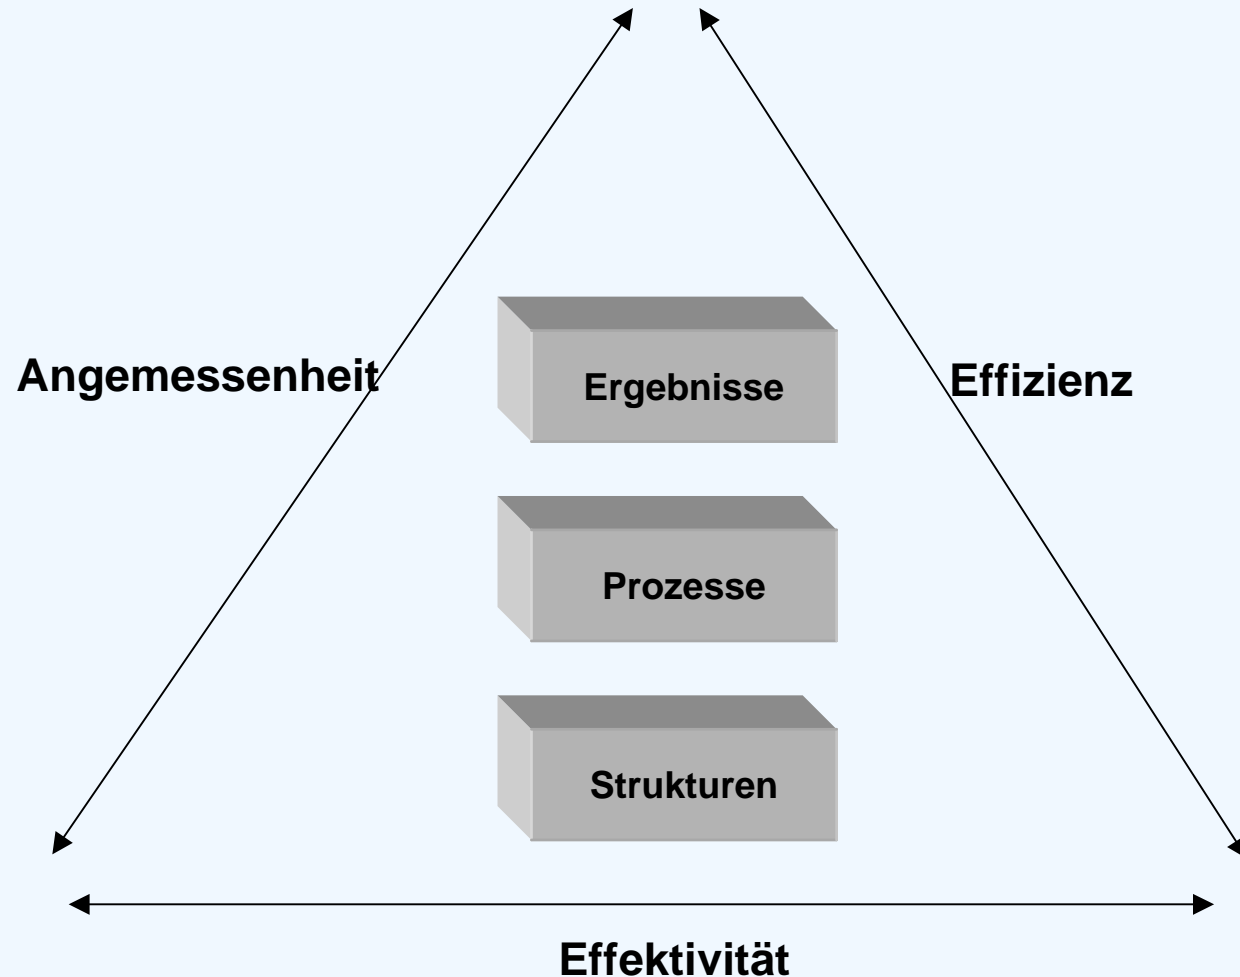 Angemessenheit
Effizienz
Ergebnisse
Prozesse
Strukturen
Effektivität